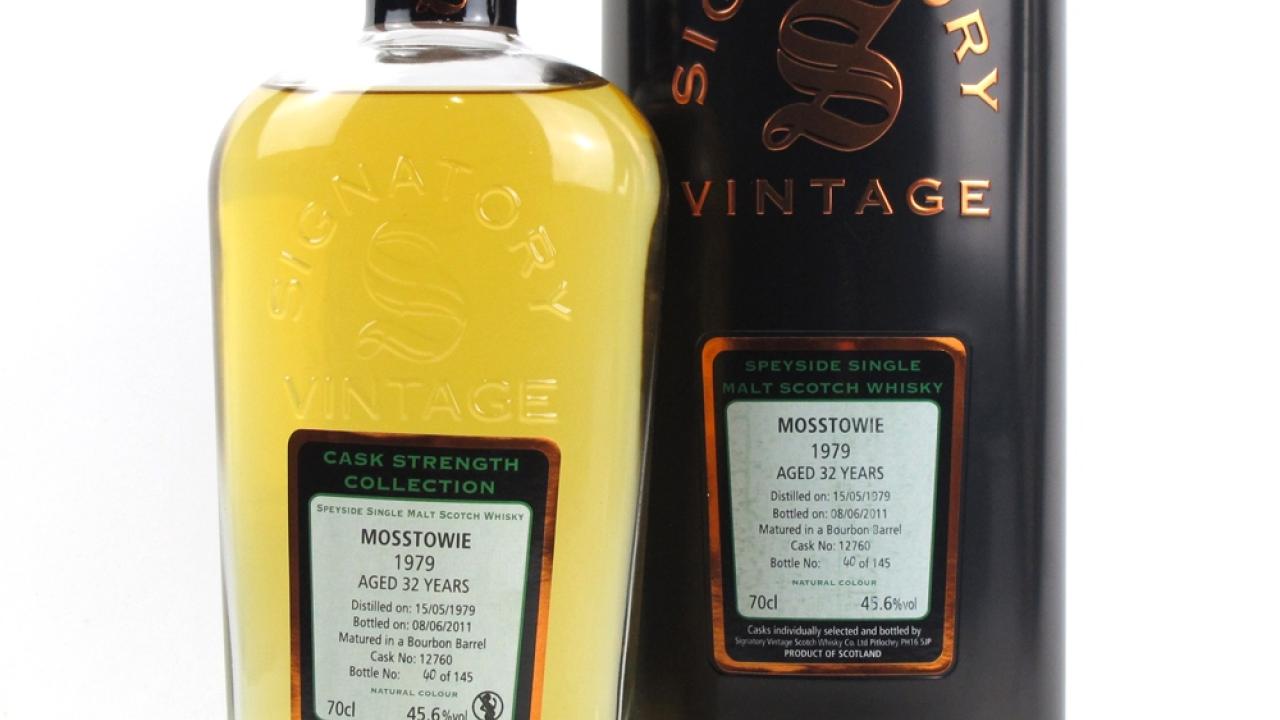 SIGNATORY
VINTAGE
CASK STRENGTH
COLLECTION
SPEYSIDE SINGLE MALT SCOTCH WHISKY
MOSSTOWIE
1979
AGED 32 YEARS
Distilled on: 15/05/1979
Bottled on: 08/06/2011
Matured in a Bourbon Barrel
Cask No: 12760
Bottle No: 40 of 145
NATURAL COLOUR
70cl 45.6%vol
VINTAGE
SPEYSIDE SINGLE
MALT SCOTCH WHISKY
MOSSTOWIE
1979
AGED 32 YEARS
Distilled on: 15/05/1979
Bottled on: 08/06/2011
Matured in a Bourbon Barrel
Cask No: 12760
Bottle No: 40 of 145
NATURAL COLOUR
70cl 45.6%vol
Casks individually selected and bottled by
Signatory Vintage Scotch Whisky Co. Ltd Pitlochry, PH16 5JP
PRODUCT OF SCOTLAND